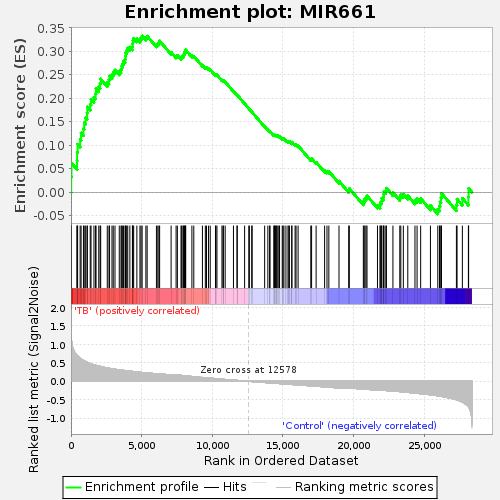 Enrichment plot: MIR661
Enrichment score (ES)
0.35
0.30
0.25
0.20
0.15
0.10
0.05
0.00
-0.05
'TB' (positively correlated)
Ranked list metric (Signal2Noise)
2.0
1.5
1.0
0.5
0.0
-0.5
-1.0
Zero cross at 12578
'Control' (negatively correlated)
0
5,000
10,000
15,000
20,000
25,000
Rank in Ordered Dataset
Enrichment profile
Hits
Ranking metric scores